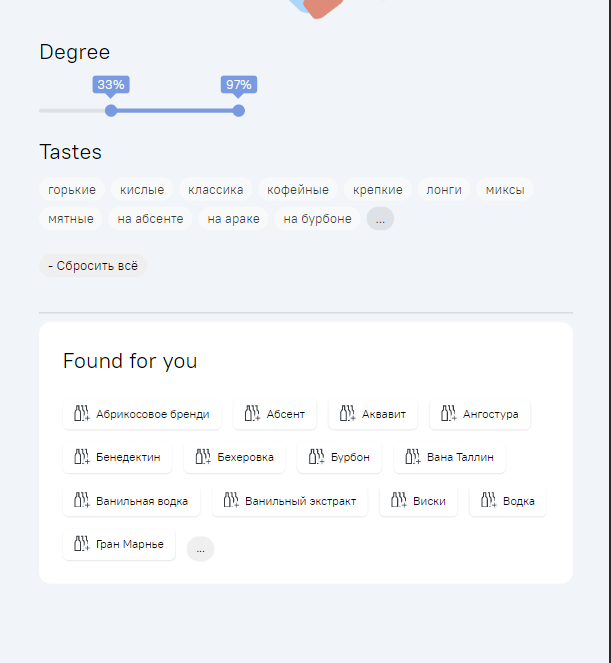 Degree
33% 97%
Tastes
горькие кислые классика кофейные крепкие лонги миксы
мятные на абсенте на араке на бурбоне ...
- Сбросить всё
Found for you
Абрикосовое бренди Абсент Аквавит Ангостура
Бенедектин Бехеровка Бурбон Вана Таллин
Ванильная водка Ванильный экстракт Виски Водка
Гран Марнье ...